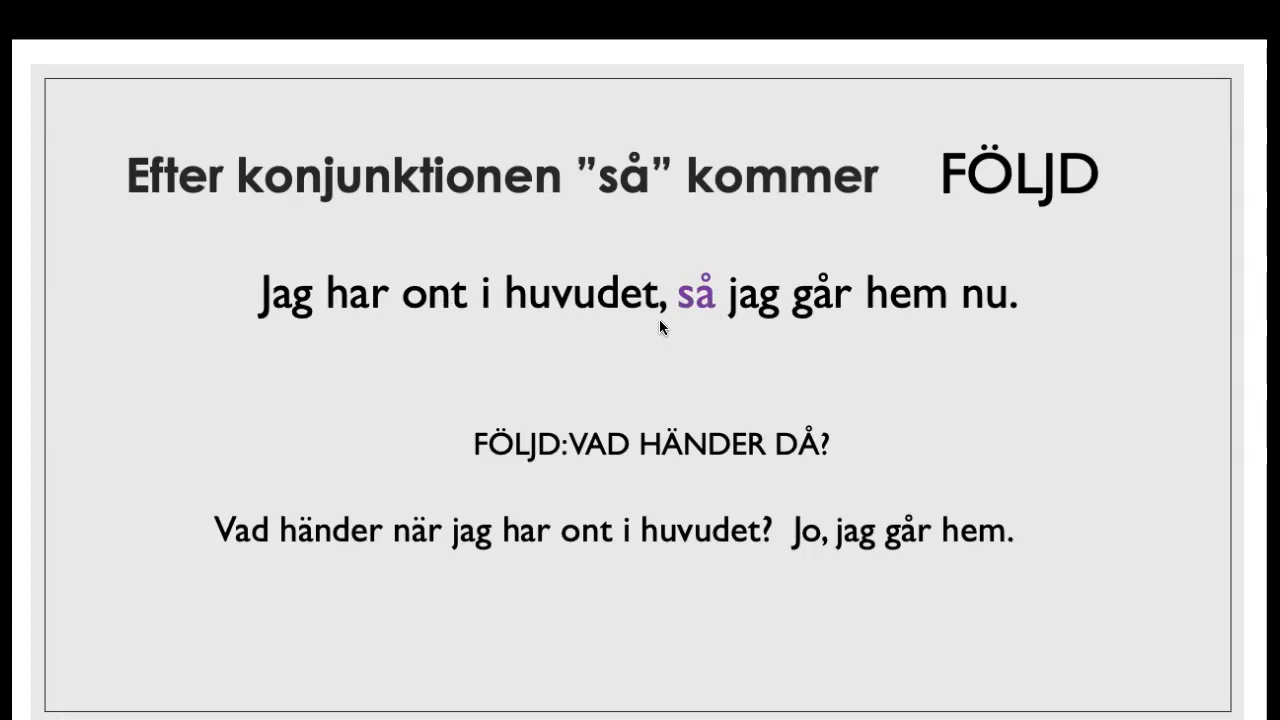 Efter konjunktionen ”så” kommer FÖLJD
Jag har ont i huvudet, så jag går hem nu.
FÖLJD: VAD HÄNDER DÅ?
Vad händer när jag har ont i huvudet? Jo, jag går hem.